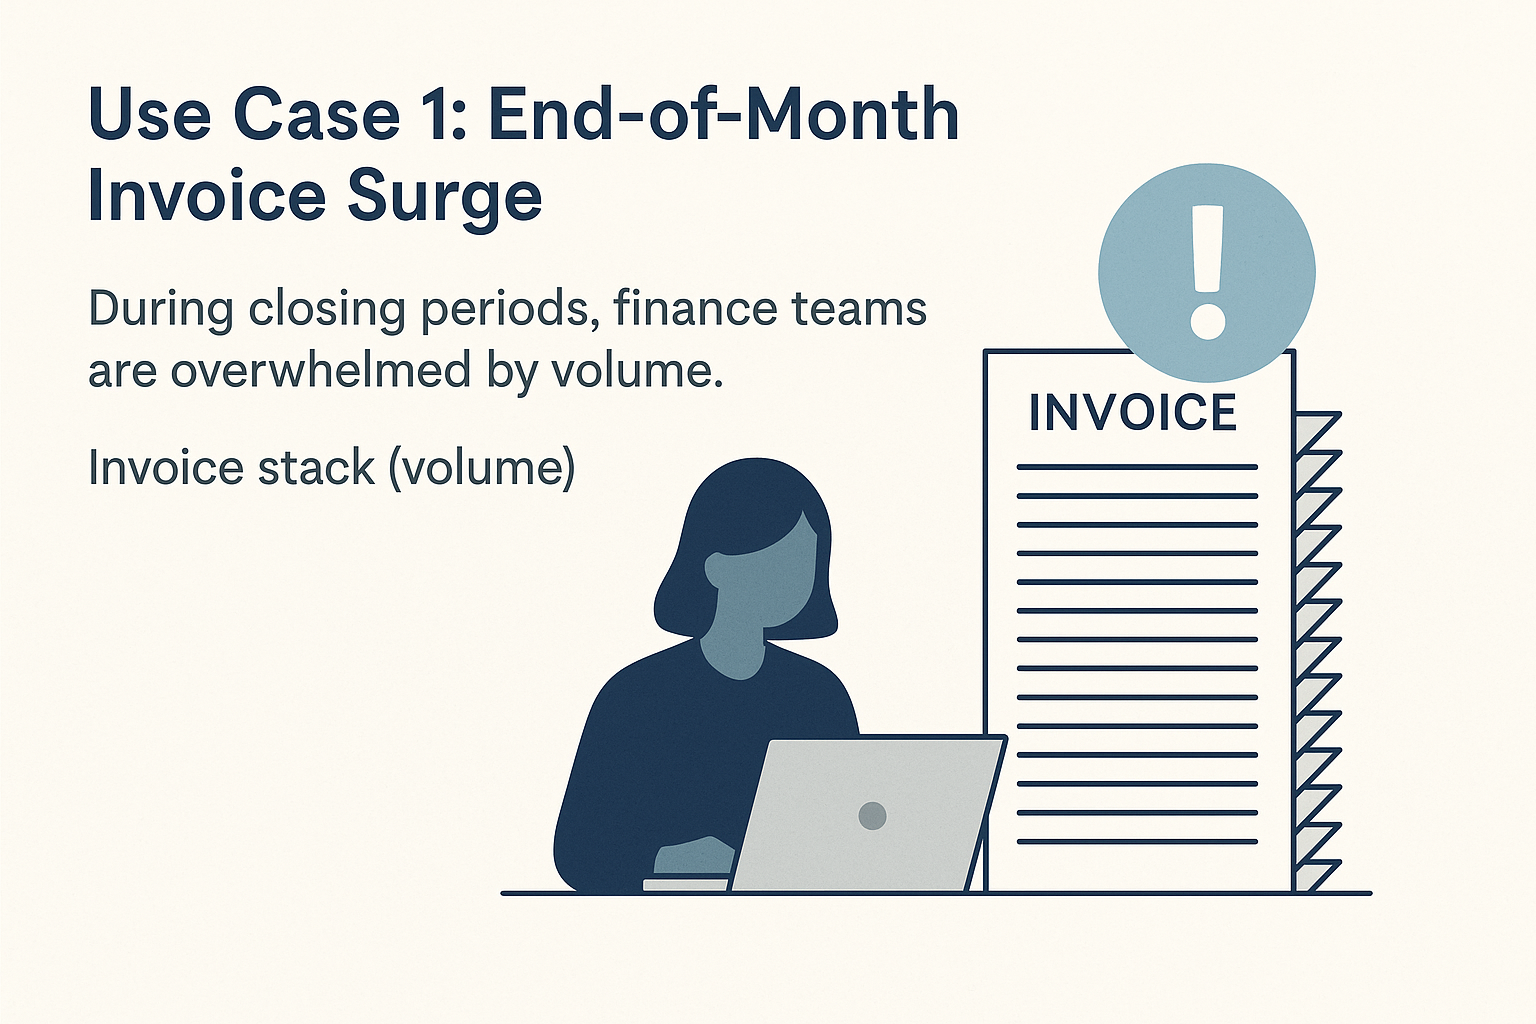 Use Case 1: End-of-Month
Invoice Surge
During closing periods, finance teams
are overwhelmed by volume.
Invoice stack (volume)
!
INVOICE